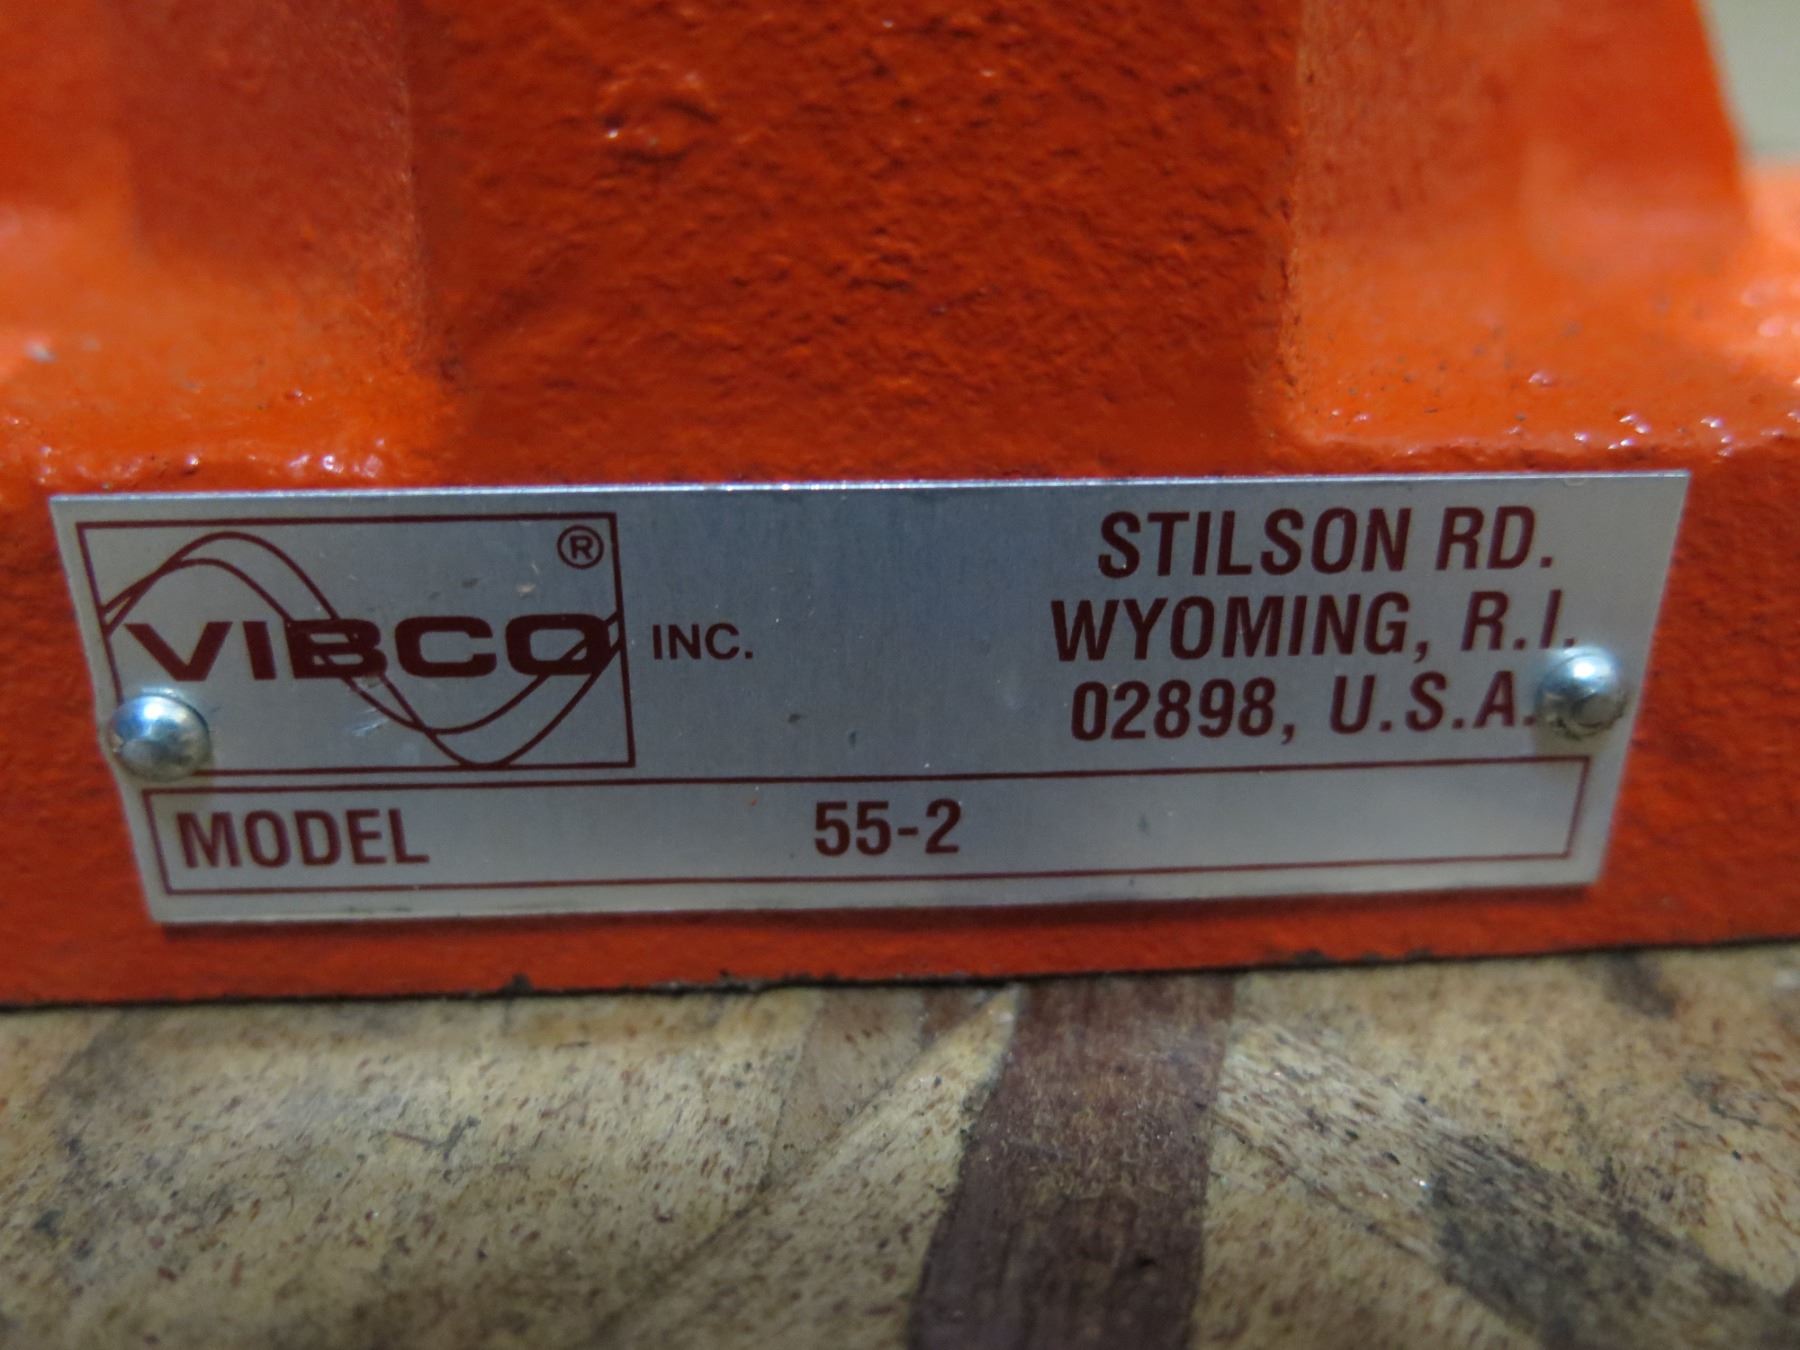 VIBCO ® INC.
STILSON RD.
WYOMING, R.I.
02898, U.S.A.
MODEL 55-2